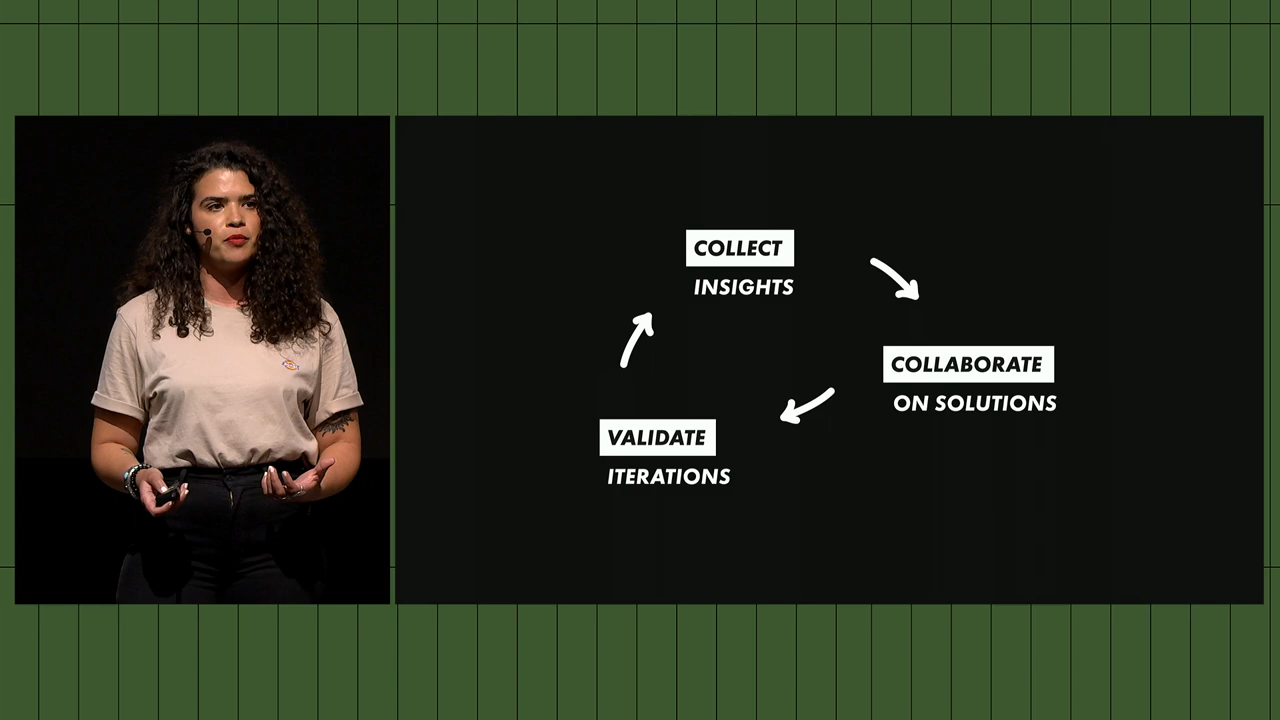 COLLECT
INSIGHTS
COLLABORATE
ON SOLUTIONS
VALIDATE
ITERATIONS